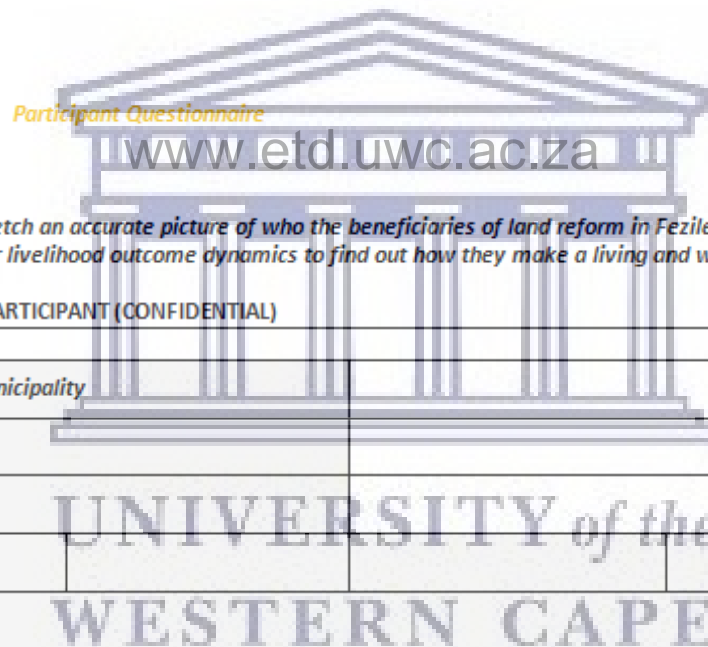 Participant Questionnaire
www.etd.uwc.ac.za
etch an accurate picture of who the beneficiaries of land reform in Fezile
livelihood outcome dynamics to find out how they make a living and w
ARTICIPANT (CONFIDENTIAL)
nicipality
UNIVERSITY of the
WESTERN CAPE